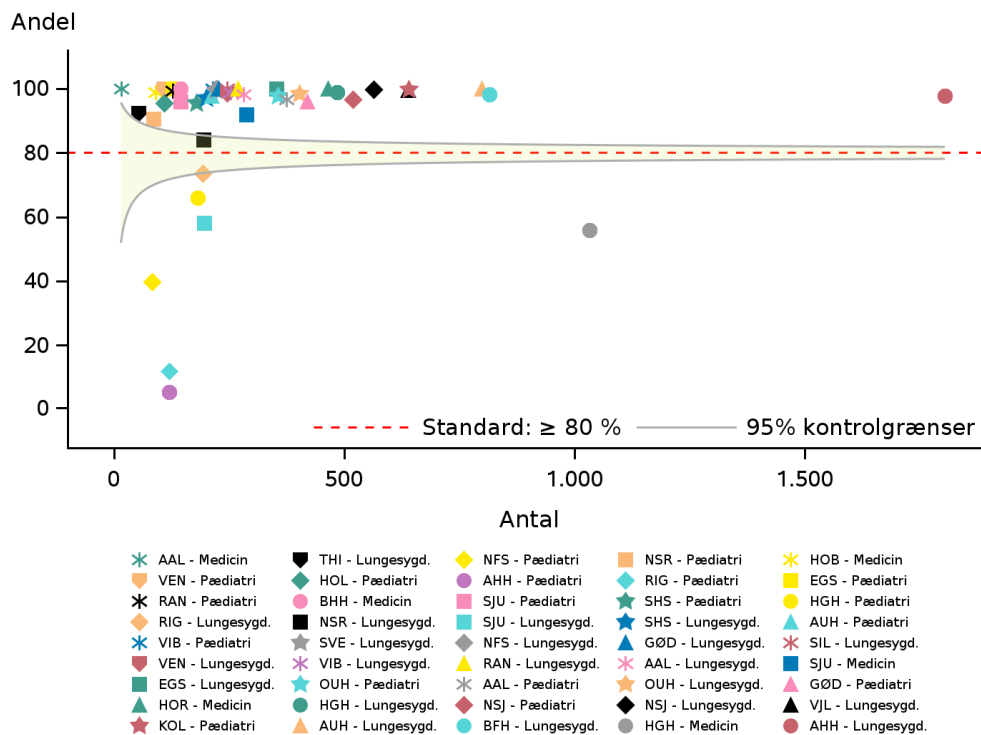 Andel
100
80
60
40
20
0
Standard: ≥ 80 % 95% kontrolgrænser
0 500 1.000 1.500
Antal
AAL - Medicin THI - Lungesygd. NFS - Pædiatri NSR - Pædiatri HOB - Medicin
VEN - Pædiatri HOL - Pædiatri AHH - Pædiatri RIG - Pædiatri EGS - Pædiatri
RAN - Pædiatri BHH - Medicin SJU - Pædiatri SHS - Pædiatri HGH - Pædiatri
RIG - Lungesygd. NSR - Lungesygd. SJU - Lungesygd. SHS - Lungesygd. AUH - Pædiatri
VIB - Pædiatri SVE - Lungesygd. NFS - Lungesygd. GØD - Lungesygd. SIL - Lungesygd.
VEN - Lungesygd. VIB - Lungesygd. RAN - Lungesygd. AAL - Lungesygd. SJU - Medicin
EGS - Lungesygd. OUH - Pædiatri AAL - Pædiatri OUH - Lungesygd. GØD - Pædiatri
HOR - Medicin HGH - Lungesygd. NSJ - Pædiatri NSJ - Lungesygd. VJL - Lungesygd.
KOL - Pædiatri AUH - Lungesygd. BFH - Lungesygd. HGH - Medicin AHH - Lungesygd.